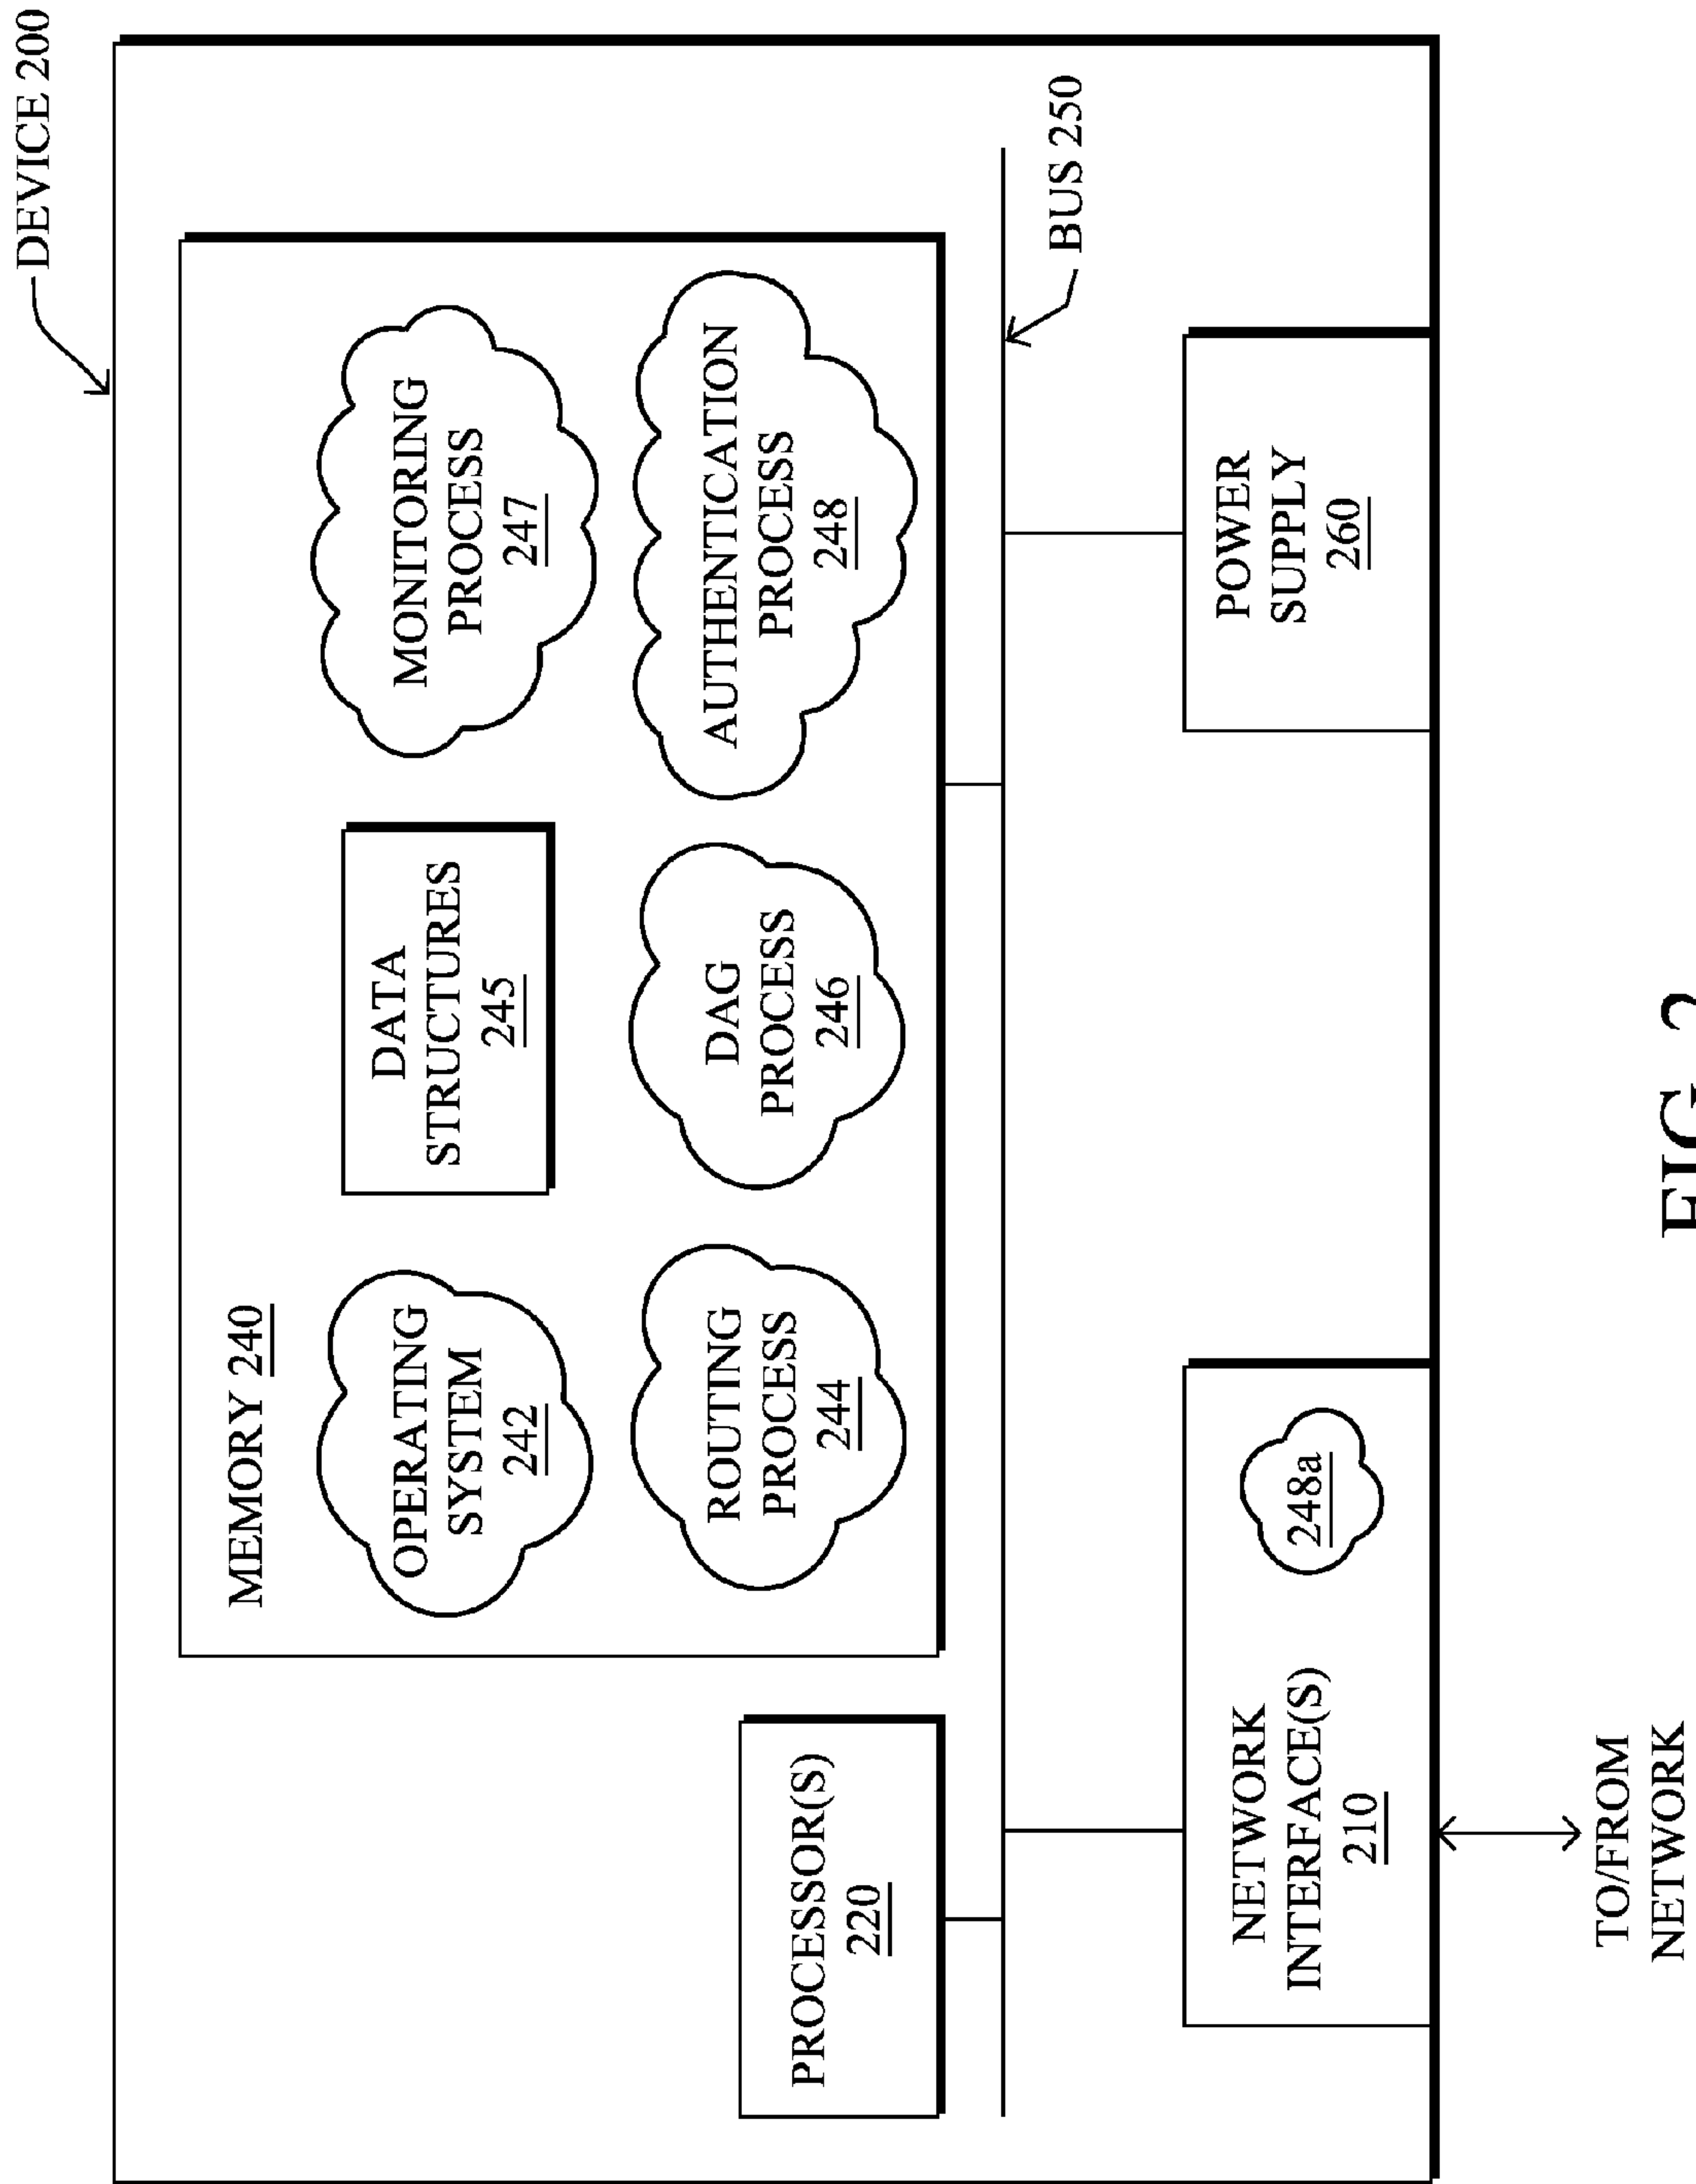 DEVICE 200
MEMORY 240
OPERATING
SYSTEM
242
DATA
STRUCTURES
245
MONITORING
PROCESS
247
ROUTING
PROCESS
244
DAG
PROCESS
246
AUTHENTICATION
PROCESS
248
PROCESSOR(S)
220
BUS 250
NETWORK
INTERFACE(S)
210
248a
POWER
SUPPLY
260
TO/FROM
NETWORK
FIG. 2